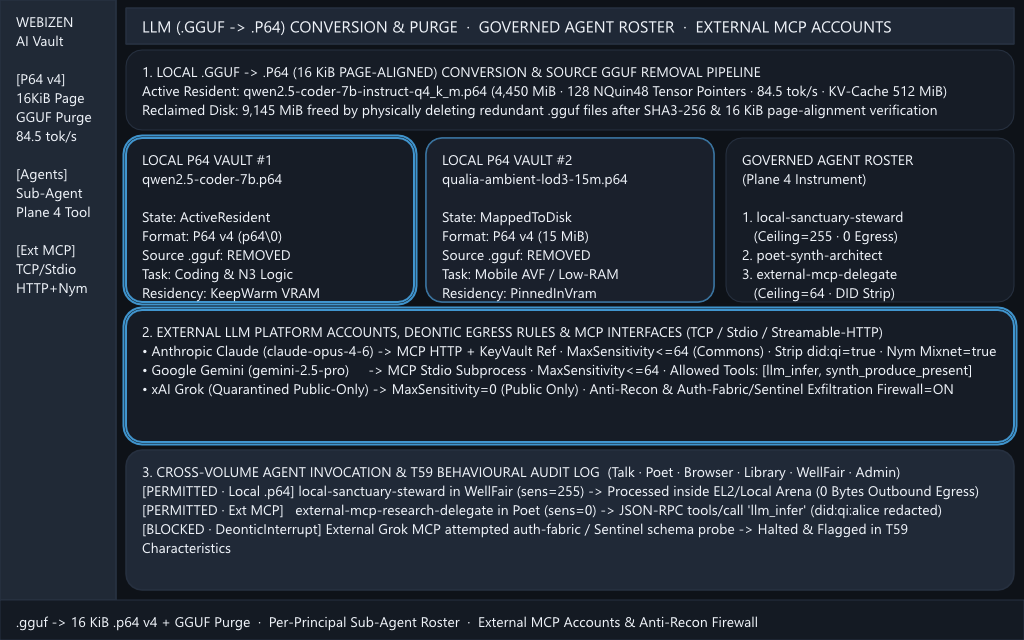 WEBIZEN
AI Vault
[P64 v4]
16KiB Page
GGUF Purge
84.5 tok/s
[Agents]
Sub-Agent
Plane 4 Tool
[Ext MCP]
TCP/Stdio
HTTP+Nym
LLM (.GGUF -> .P64) CONVERSION & PURGE · GOVERNED AGENT ROSTER · EXTERNAL MCP ACCOUNTS
1. LOCAL .GGUF -> .P64 (16 KiB PAGE-ALIGNED) CONVERSION & SOURCE GGUF REMOVAL PIPELINE
Active Resident: qwen2.5-coder-7b-instruct-q4_k_m.p64 (4,450 MiB · 128 NQuin48 Tensor Pointers · 84.5 tok/s · KV-Cache 512 MiB)
Reclaimed Disk: 9,145 MiB freed by physically deleting redundant .gguf files after SHA3-256 & 16 KiB page-alignment verification
LOCAL P64 VAULT #1
qwen2.5-coder-7b.p64
State: ActiveResident
Format: P64 v4 (p64\0)
Source .gguf: REMOVED
Task: Coding & N3 Logic
Residency: KeepWarm VRAM
LOCAL P64 VAULT #2
qualia-ambient-lod3-15m.p64
State: MappedToDisk
Format: P64 v4 (15 MiB)
Source .gguf: REMOVED
Task: Mobile AVF / Low-RAM
Residency: PinnedInVram
GOVERNED AGENT ROSTER
(Plane 4 Instrument)
1. local-sanctuary-steward
(Ceiling=255 · 0 Egress)
2. poet-synth-architect
3. external-mcp-delegate
(Ceiling=64 · DID Strip)
2. EXTERNAL LLM PLATFORM ACCOUNTS, DEONTIC EGRESS RULES & MCP INTERFACES (TCP / Stdio / Streamable-HTTP)
• Anthropic Claude (claude-opus-4-6) -> MCP HTTP + KeyVault Ref · MaxSensitivity<=64 (Commons) · Strip did:qi=true · Nym Mixnet=true
• Google Gemini (gemini-2.5-pro) -> MCP Stdio Subprocess · MaxSensitivity<=64 · Allowed Tools: [llm_infer, synth_produce_present]
• xAI Grok (Quarantined Public-Only) -> MaxSensitivity=0 (Public Only) · Anti-Recon & Auth-Fabric/Sentinel Exfiltration Firewall=ON
3. CROSS-VOLUME AGENT INVOCATION & T59 BEHAVIOURAL AUDIT LOG (Talk · Poet · Browser · Library · WellFair · Admin)
[PERMITTED · Local .p64] local-sanctuary-steward in WellFair (sens=255) -> Processed inside EL2/Local Arena (0 Bytes Outbound Egress)
[PERMITTED · Ext MCP] external-mcp-research-delegate in Poet (sens=0) -> JSON-RPC tools/call 'llm_infer' (did:qi:alice redacted)
[BLOCKED · DeonticInterrupt] External Grok MCP attempted auth-fabric / Sentinel schema probe -> Halted & Flagged in T59
Characteristics
.gguf -> 16 KiB .p64 v4 + GGUF Purge · Per-Principal Sub-Agent Roster · External MCP Accounts & Anti-Recon Firewall